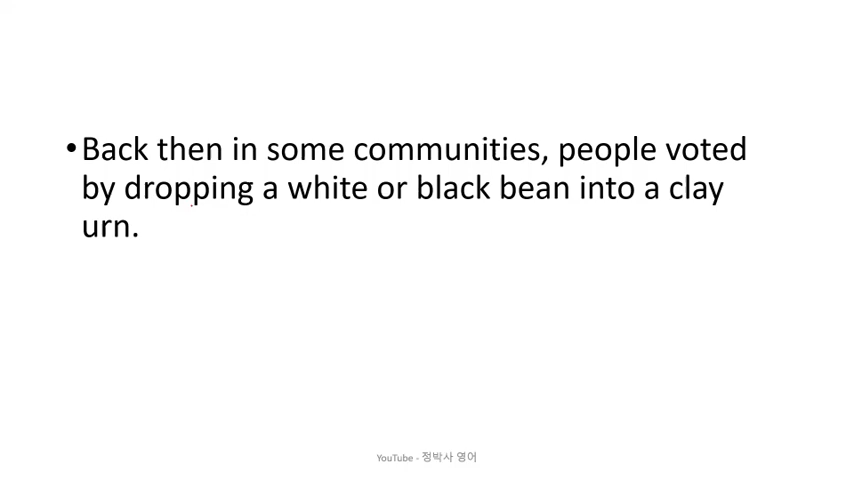 •Back then in some communities, people voted
by dropping a white or black bean into a clay
urn.
YouTube - 정박사 영어